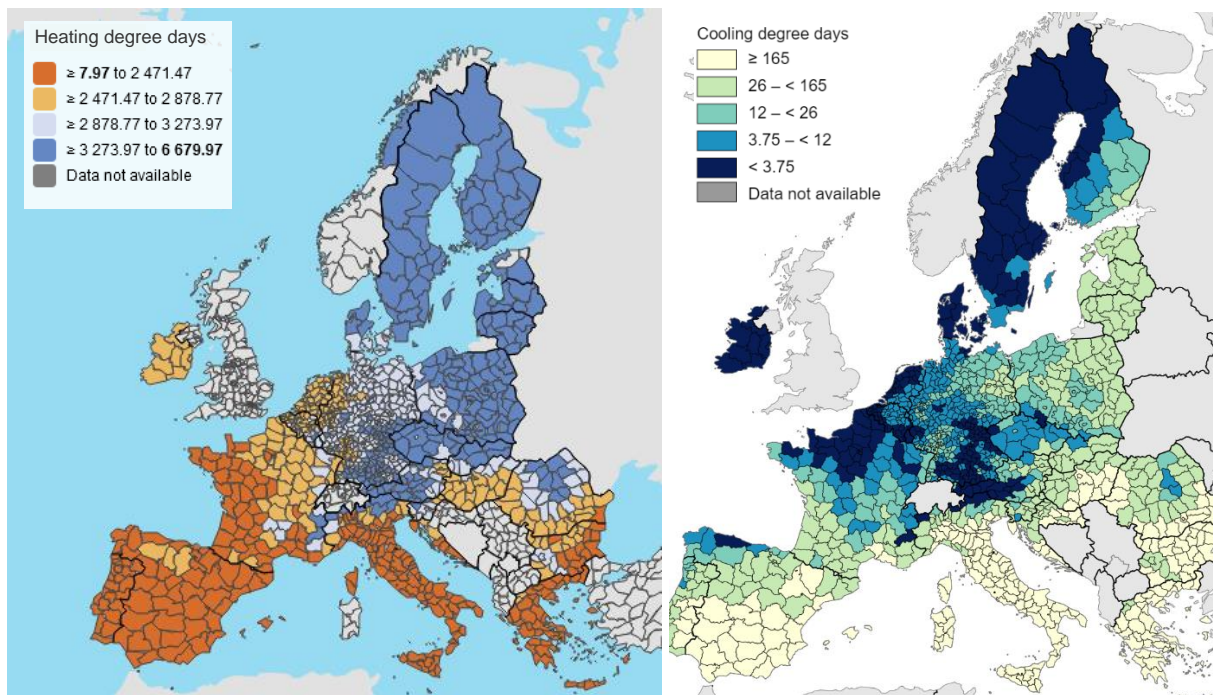 Heating degree days
≥ 7.97 to 2 471.47
≥ 2 471.47 to 2 878.77
≥ 2 878.77 to 3 273.97
≥ 3 273.97 to 6 679.97
Data not available
Cooling degree days
≥ 165
26 – < 165
12 – < 26
3.75 – < 12
< 3.75
Data not available